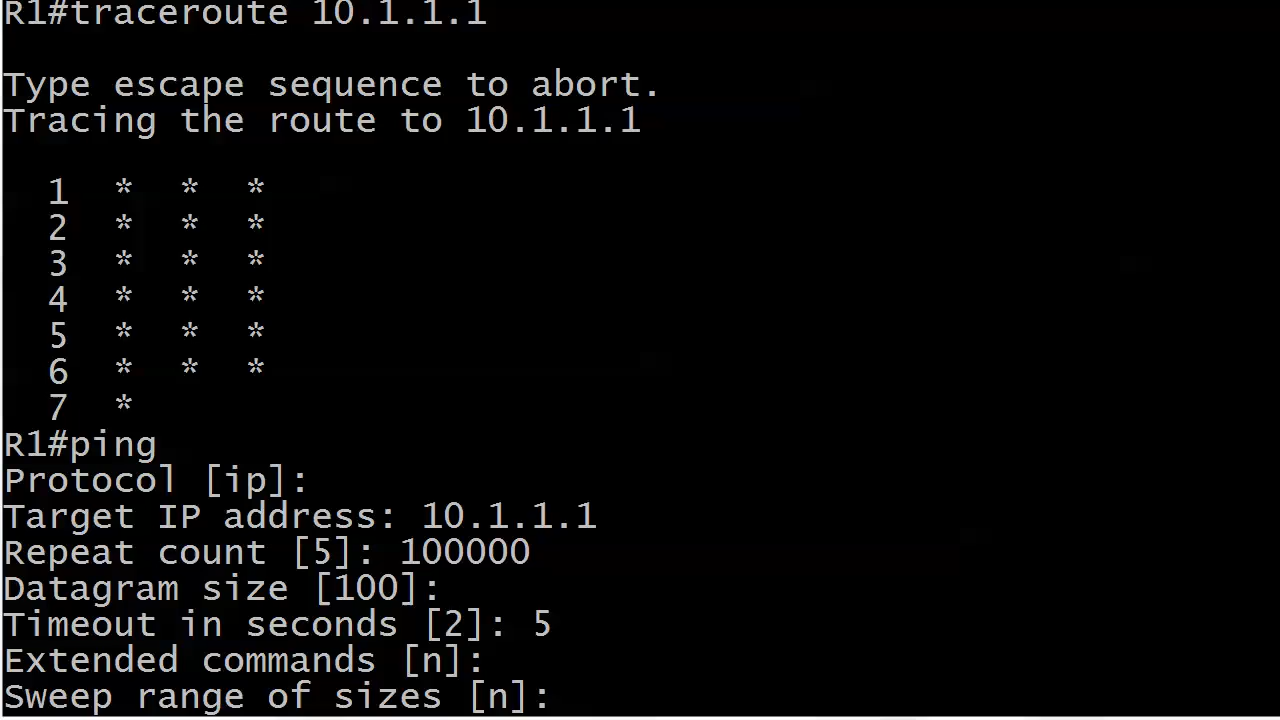 R1#traceroute 10.1.1.1
Type escape sequence to abort.
Tracing the route to 10.1.1.1
1 * * *
2 * * *
3 * * *
4 * * *
5 * * *
6 * * *
7 *
R1#ping
Protocol [ip]:
Target IP address: 10.1.1.1
Repeat count [5]: 100000
Datagram size [100]:
Timeout in seconds [2]: 5
Extended commands [n]:
Sweep range of sizes [n]: